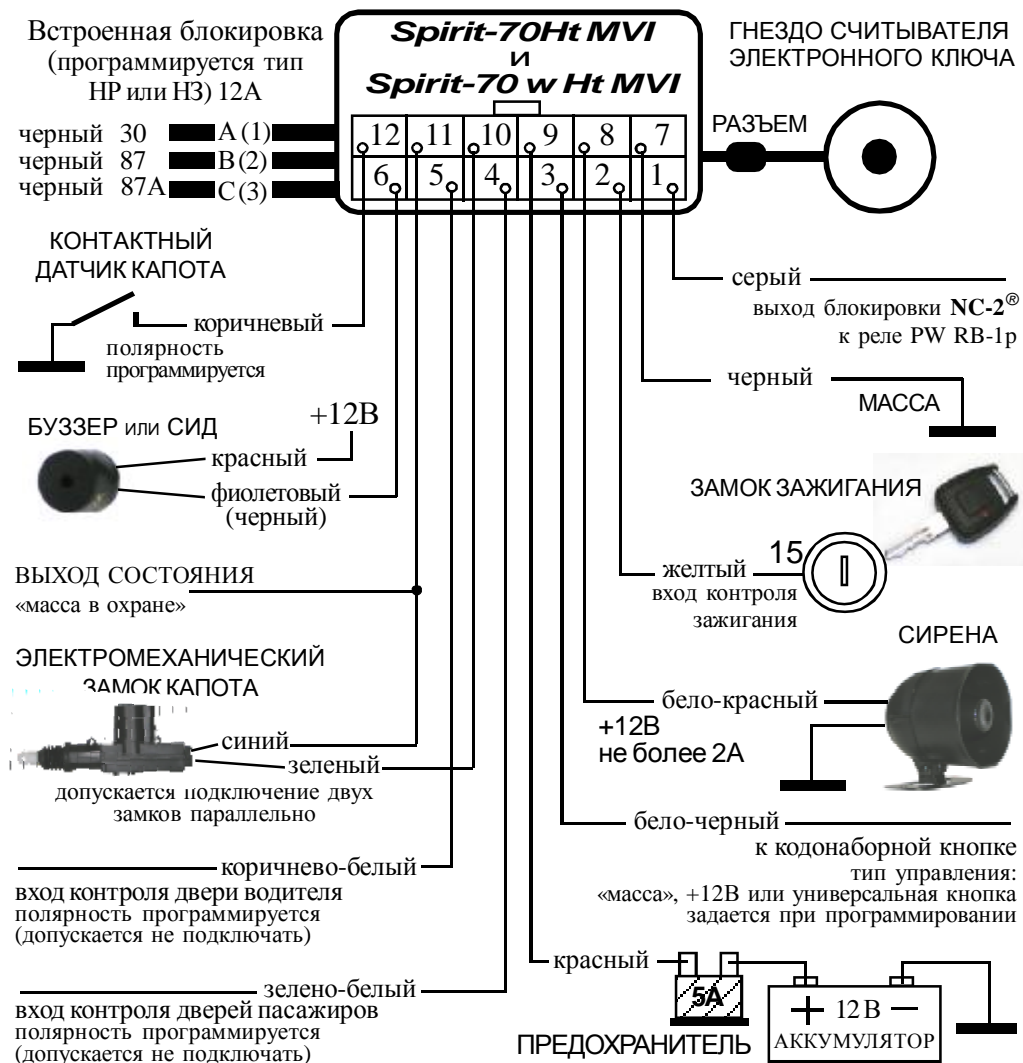 Встроенная блокировка
(программируется тип
НР или НЗ) 12А
Spirit-70Ht MVI
и
Spirit-70 w Ht MVI
ГНЕЗДО СЧИТЫВАТЕЛЯ
ЭЛЕКТРОННОГО КЛЮЧА
РАЗЪЕМ
12 11 10 9 8 7
6 5 4 3 2 1
черный 30 А (1)
черный 87 В (2)
черный 87А С (3)
КОНТАКТНЫЙ
ДАТЧИК КАПОТА
коричневый
полярность
программируется
серый
выход блокировки NC-2®
к реле PW RB-1p
черный
МАССА
БУЗЗЕР или СИД
+12В
красный
фиолетовый
(черный)
ЗАМОК ЗАЖИГАНИЯ
15
желтый
вход контроля
зажигания
ВЫХОД СОСТОЯНИЯ
«масса в охране»
СИРЕНА
ЭЛЕКТРОМЕХАНИЧЕСКИЙ
ЗАМОК КАПОТА
синий
зеленый
допускается подключение двух
замков параллельно
бело-красный
+12В
не более 2А
бело-черный
к кодонаборной кнопке
тип управления:
«масса», +12В или универсальная кнопка
задается при программировании
коричнево-белый
вход контроля двери водителя
полярность программируется
(допускается не подключать)
зелено-белый
вход контроля дверей пасажиров
полярность программируется
(допускается не подключать)
красный
5А
ПРЕДОХРАНИТЕЛЬ
+ 12 В −
АККУМУЛЯТОР